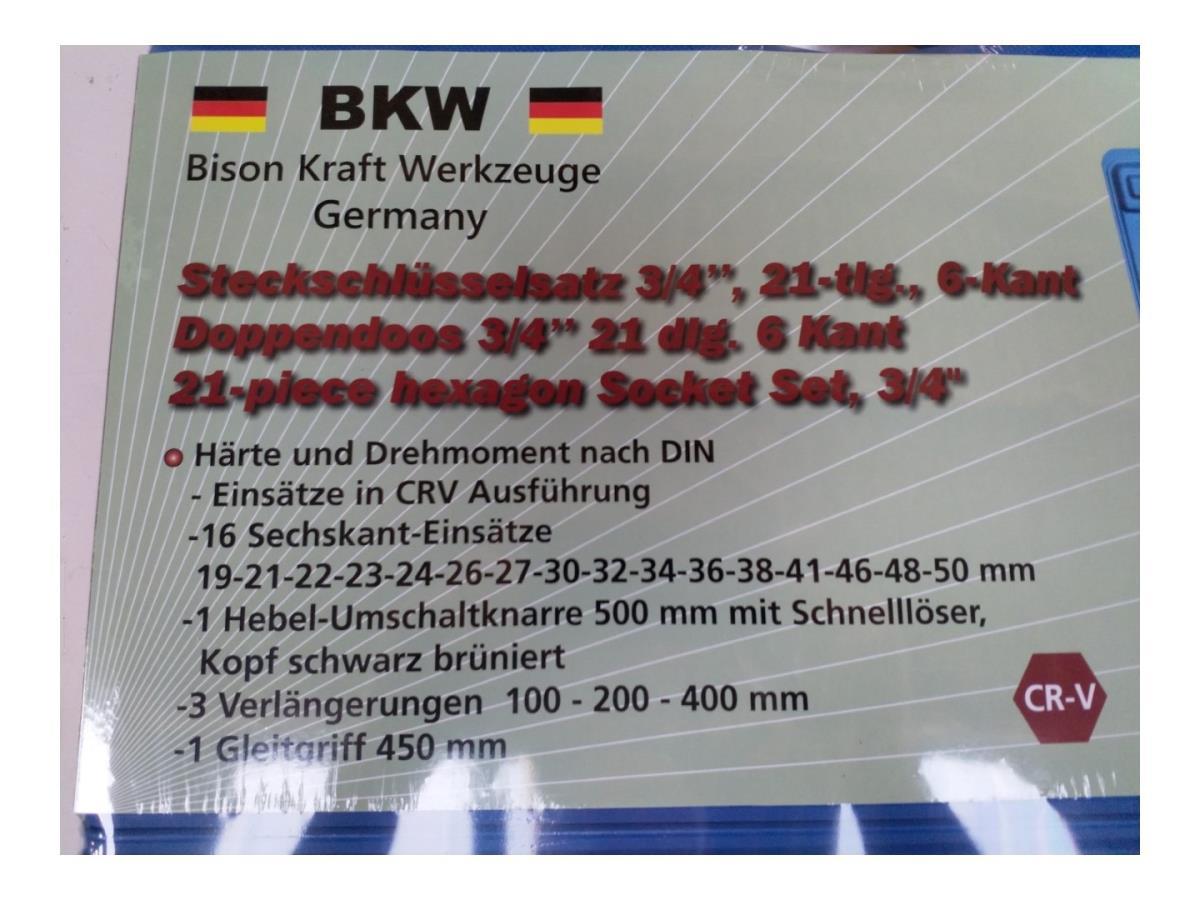 BKW
Bison Kraft Werkzeuge
Germany
Steckschlüsselsatz 3/4’’, 21-tlg., 6-Kant
Doppendoos 3/4’’ 21 dlg. 6 Kant
21-piece hexagon Socket Set, 3/4"
Härte und Drehmoment nach DIN
- Einsätze in CRV Ausführung
-16 Sechskant-Einsätze
19-21-22-23-24-26-27-30-32-34-36-38-41-46-48-50 mm
-1 Hebel-Umschaltknarre 500 mm mit Schnelllöser,
Kopf schwarz brüniert
-3 Verlängerungen 100 - 200 - 400 mm
-1 Gleitgriff 450 mm
CR-V